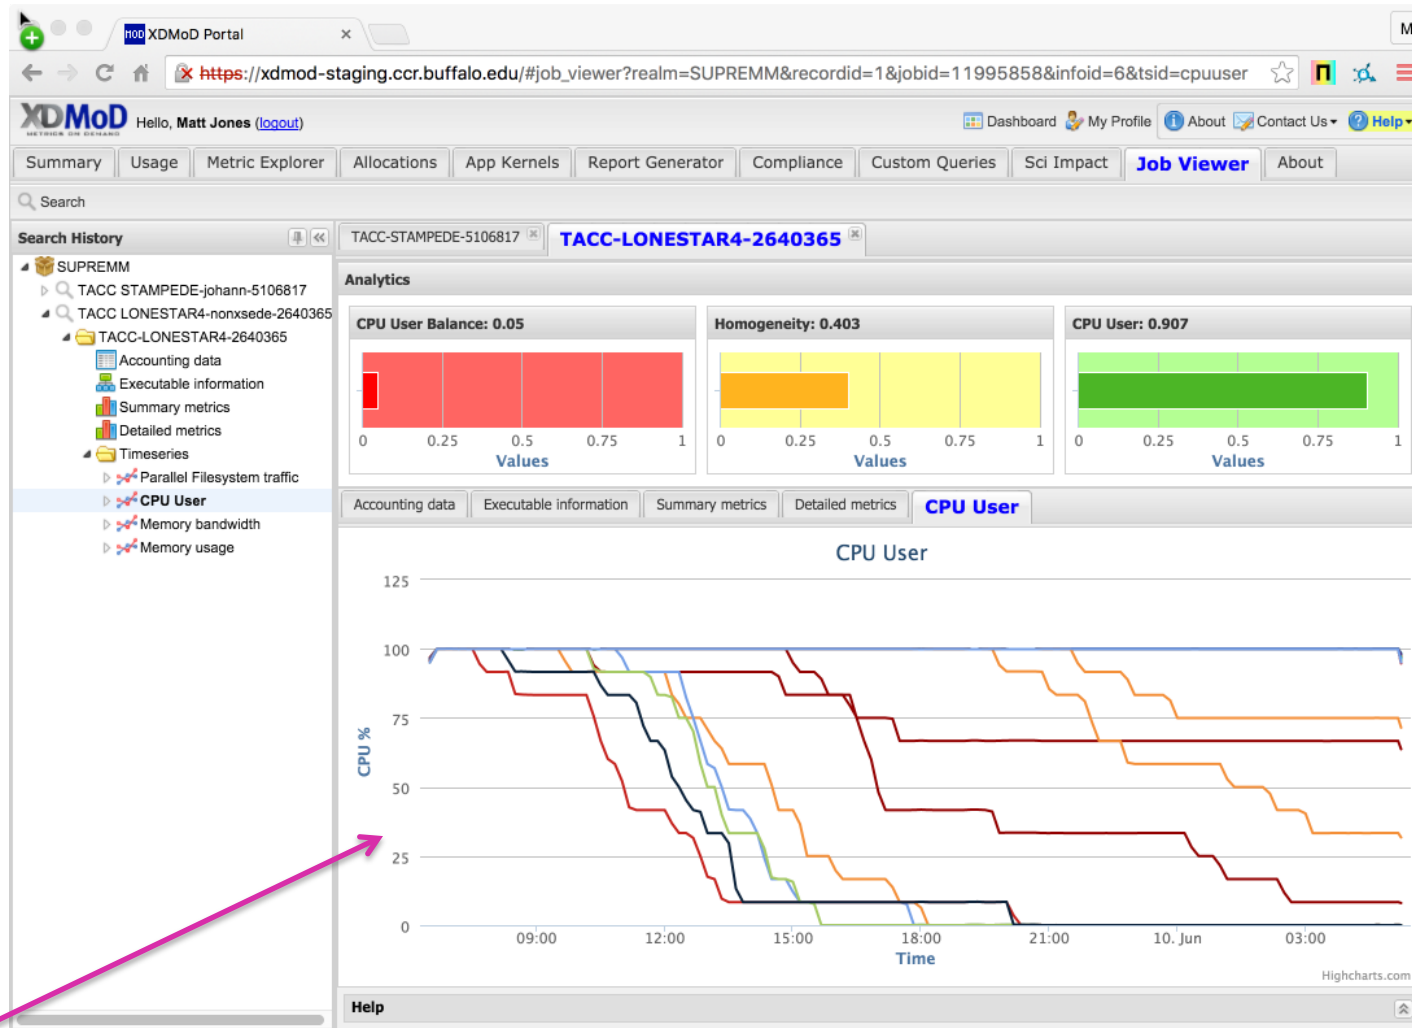 MOD XDMoD Portal
M
https://xdmod-staging.ccr.buffalo.edu/#job_viewer?realm=SUPREMM&recordid=1&jobid=11995858&infoid=6&tsid=cpuuser
XDMoD
METRICS ON DEMAND
Hello, Matt Jones (logout)
Dashboard My Profile About Contact Us Help
Summary Usage Metric Explorer Allocations App Kernels Report Generator Compliance Custom Queries Sci Impact Job Viewer About
Search
Search History
TACC-STAMPEDE-5106817 TACC-LONESTAR4-2640365
SUPREMM
TACC STAMPEDE-johann-5106817
TACC LONESTAR4-nonxsede-2640365
TACC-LONESTAR4-2640365
Accounting data
Executable information
Summary metrics
Detailed metrics
Timeseries
Parallel Filesystem traffic
CPU User
Memory bandwidth
Memory usage
Analytics
CPU User Balance: 0.05
0 0.25 0.5 0.75 1
Values
Homogeneity: 0.403
0 0.25 0.5 0.75 1
Values
CPU User: 0.907
0 0.25 0.5 0.75 1
Values
Accounting data Executable information Summary metrics Detailed metrics CPU User
CPU User
125
100
75
50
25
0
CPU %
09:00 12:00 15:00 18:00 21:00 10. Jun 03:00
Time
Highcharts.com
Help